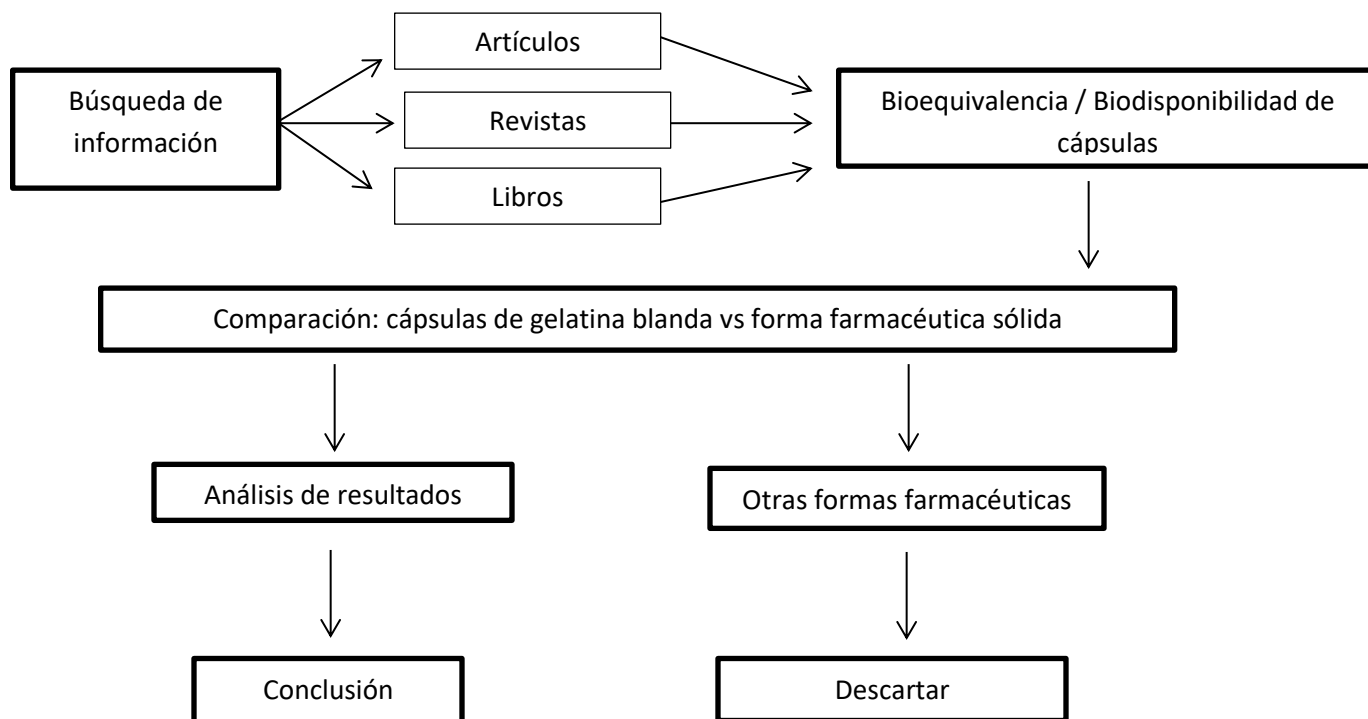 Búsqueda de
información
Artículos
Revistas
Libros
Bioequivalencia / Biodisponibilidad de
cápsulas
Comparación: cápsulas de gelatina blanda vs forma farmacéutica sólida
Análisis de resultados
Otras formas farmacéuticas
Conclusión
Descartar